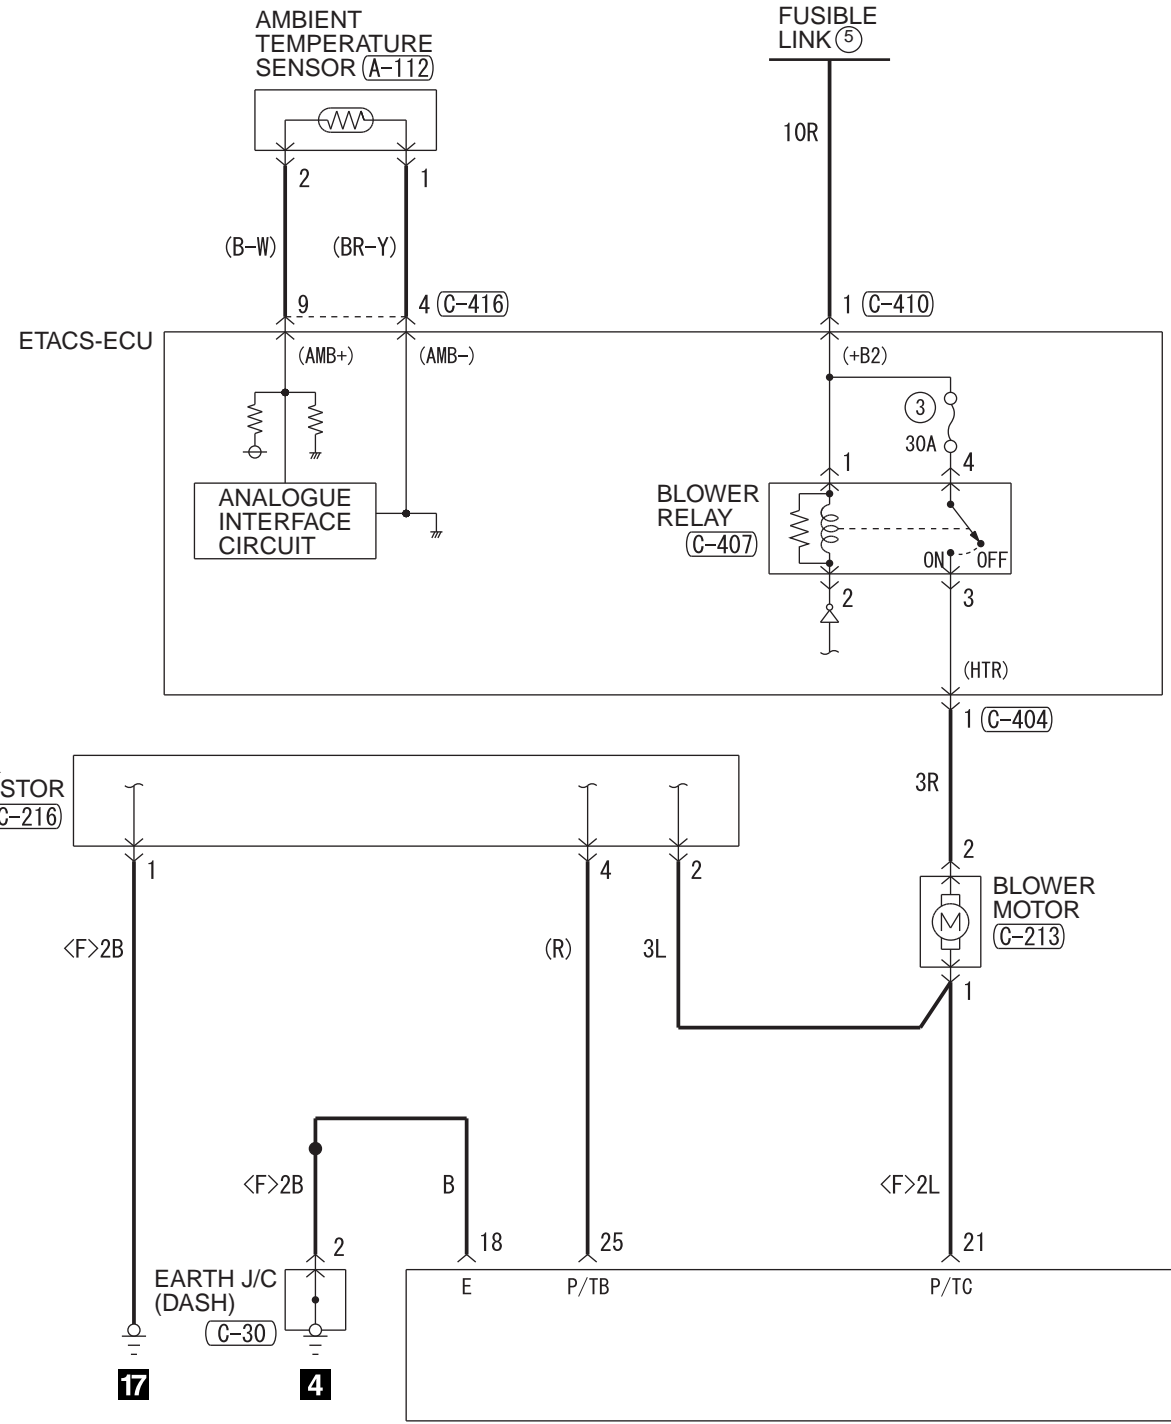 AMBIENT
TEMPERATURE
SENSOR (A-112)
FUSIBLE
LINK 5
10R
2
1
(B-W)
(BR-Y)
9
4 (C-416)
1 (C-410)
ETACS-ECU
(AMB+)
(AMB-)
(+B2)
3
30A
1
4
ANALOGUE
INTERFACE
CIRCUIT
BLOWER
RELAY
(C-407)
ON
OFF
2
3
(HTR)
1 (C-404)
STOR
C-216)
3R
1
4
2
2
BLOWER
MOTOR
(C-213)
M
<F>2B
(R)
3L
1
<F>2B
B
<F>2L
2
18
25
21
EARTH J/C
(DASH)
(C-30)
E
P/TB
P/TC
17
4